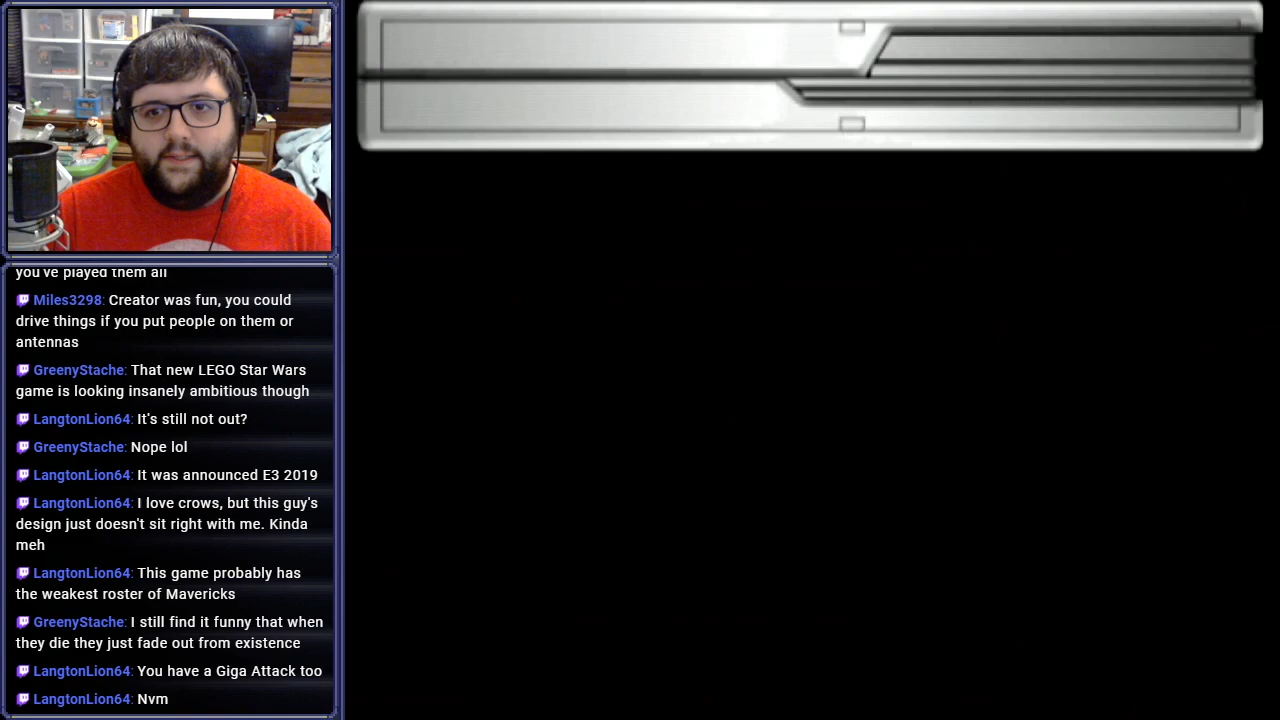 you've played them all
Miles3298: Creator was fun, you could
drive things if you put people on them or
antennas
GreenyStache: That new LEGO Star Wars
game is looking insanely ambitious though
LangtonLion64: It's still not out?
GreenyStache: Nope lol
LangtonLion64: It was announced E3 2019
LangtonLion64: I love crows, but this guy's
design just doesn't sit right with me. Kinda
meh
LangtonLion64: This game probably has
the weakest roster of Mavericks
GreenyStache: I still find it funny that when
they die they just fade out from existence
LangtonLion64: You have a Giga Attack too
LangtonLion64: Nvm